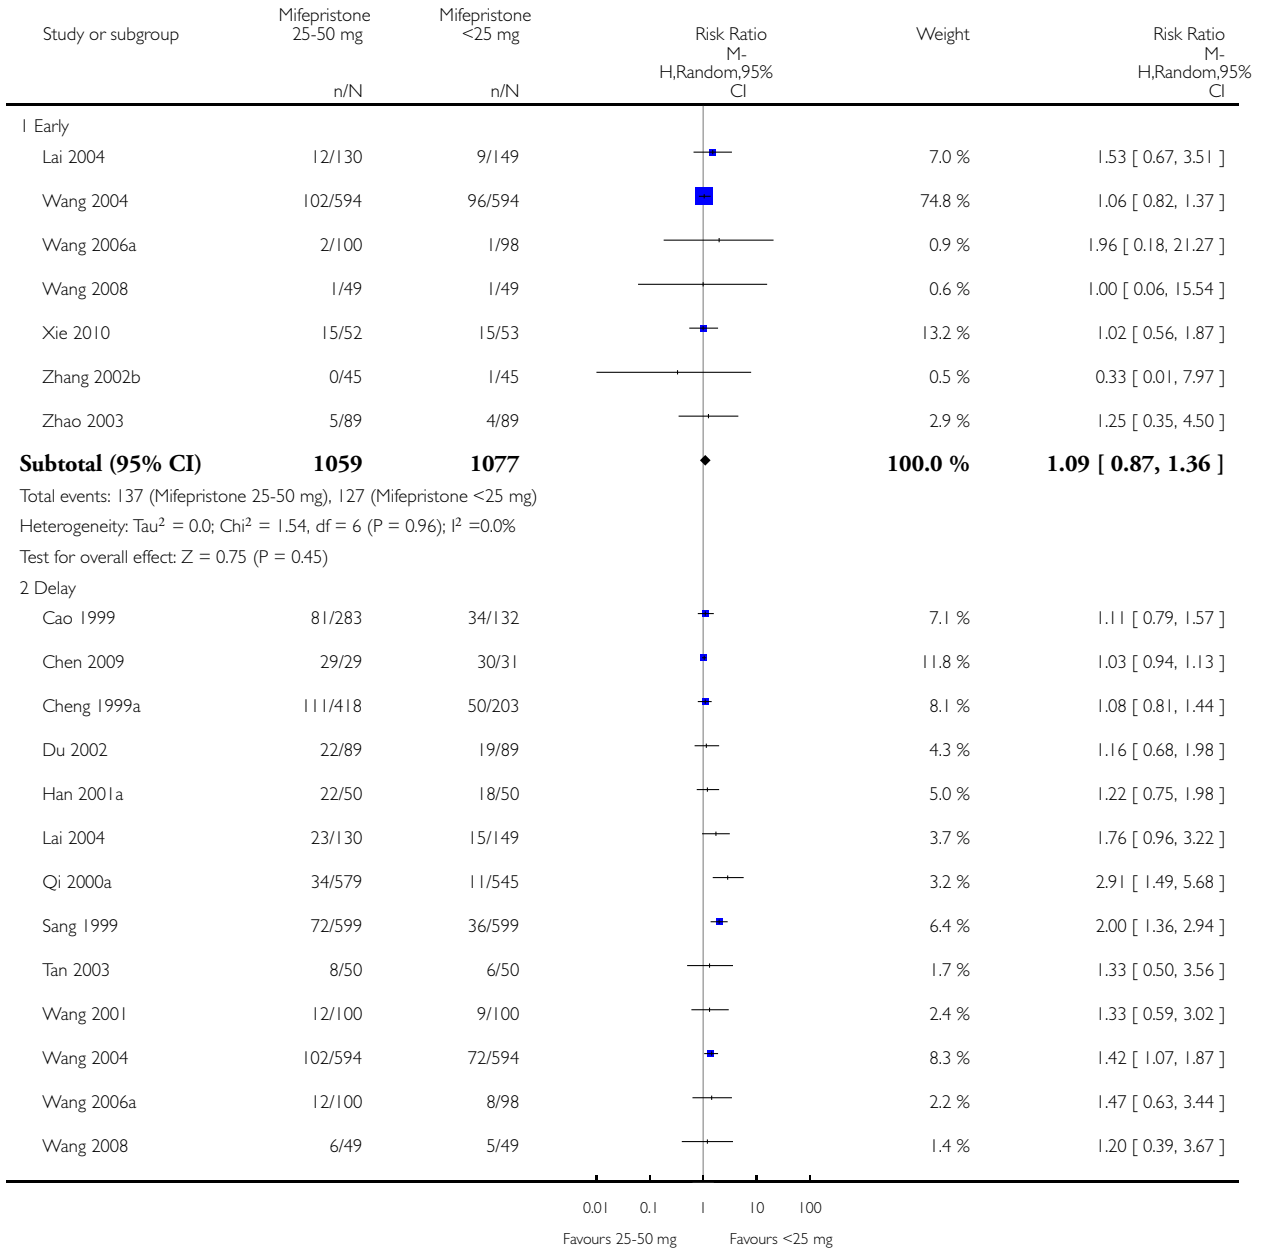 Study or subgroup Mifepristone 25-50 mg Mifepristone <25 mg Risk Ratio Weight Risk Ratio
M-H,Random,95% CI M-H,Random,95% CI
n/N n/N
1 Early
Lai 2004 12/130 9/149 7.0 % 1.53 [ 0.67, 3.51 ]
Wang 2004 102/594 96/594 74.8 % 1.06 [ 0.82, 1.37 ]
Wang 2006a 2/100 1/98 0.9 % 1.96 [ 0.18, 21.27 ]
Wang 2008 1/49 1/49 0.6 % 1.00 [ 0.06, 15.54 ]
Xie 2010 15/52 15/53 13.2 % 1.02 [ 0.56, 1.87 ]
Zhang 2002b 0/45 1/45 0.5 % 0.33 [ 0.01, 7.97 ]
Zhao 2003 5/89 4/89 2.9 % 1.25 [ 0.35, 4.50 ]
Subtotal (95% CI) 1059 1077 100.0 % 1.09 [ 0.87, 1.36 ]
Total events: 137 (Mifepristone 25-50 mg), 127 (Mifepristone <25 mg)
Heterogeneity: Tau² = 0.0; Chi² = 1.54, df = 6 (P = 0.96); I² =0.0%
Test for overall effect: Z = 0.75 (P = 0.45)
2 Delay
Cao 1999 81/283 34/132 7.1 % 1.11 [ 0.79, 1.57 ]
Chen 2009 29/29 30/31 11.8 % 1.03 [ 0.94, 1.13 ]
Cheng 1999a 111/418 50/203 8.1 % 1.08 [ 0.81, 1.44 ]
Du 2002 22/89 19/89 4.3 % 1.16 [ 0.68, 1.98 ]
Han 2001a 22/50 18/50 5.0 % 1.22 [ 0.75, 1.98 ]
Lai 2004 23/130 15/149 3.7 % 1.76 [ 0.96, 3.22 ]
Qi 2000a 34/579 11/545 3.2 % 2.91 [ 1.49, 5.68 ]
Sang 1999 72/599 36/599 6.4 % 2.00 [ 1.36, 2.94 ]
Tan 2003 8/50 6/50 1.7 % 1.33 [ 0.50, 3.56 ]
Wang 2001 12/100 9/100 2.4 % 1.33 [ 0.59, 3.02 ]
Wang 2004 102/594 72/594 8.3 % 1.42 [ 1.07, 1.87 ]
Wang 2006a 12/100 8/98 2.2 % 1.47 [ 0.63, 3.44 ]
Wang 2008 6/49 5/49 1.4 % 1.20 [ 0.39, 3.67 ]
0.01 0.1 1 10 100
Favours 25-50 mg Favours <25 mg